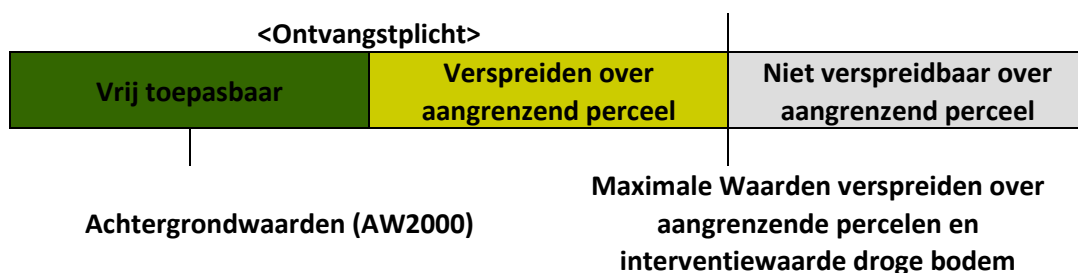 <Ontvangstplicht>
Vrij toepasbaar
Verspreiden over
aangrenzend perceel
Niet verspreidbaar over
aangrenzend perceel
Achtergrondwaarden (AW2000)
Maximale Waarden verspreiden over
aangrenzende percelen en
interventiewaarde droge bodem